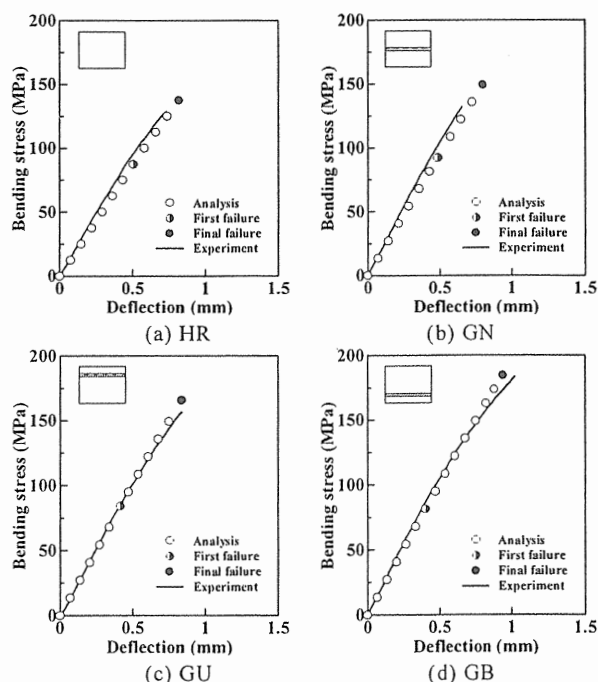 200
150
100
50
0
Bending stress (MPa)
Analysis
First failure
Final failure
Experiment
0 0.5 1 1.5
Deflection (mm)
(a) HR
200
150
100
50
0
Bending stress (MPa)
Analysis
First failure
Final failure
Experiment
0 0.5 1 1.5
Deflection (mm)
(b) GN
200
150
100
50
0
Bending stress (MPa)
Analysis
First failure
Final failure
Experiment
0 0.5 1 1.5
Deflection (mm)
(c) GU
200
150
100
50
0
Bending stress (MPa)
Analysis
First failure
Final failure
Experiment
0 0.5 1 1.5
Deflection (mm)
(d) GB